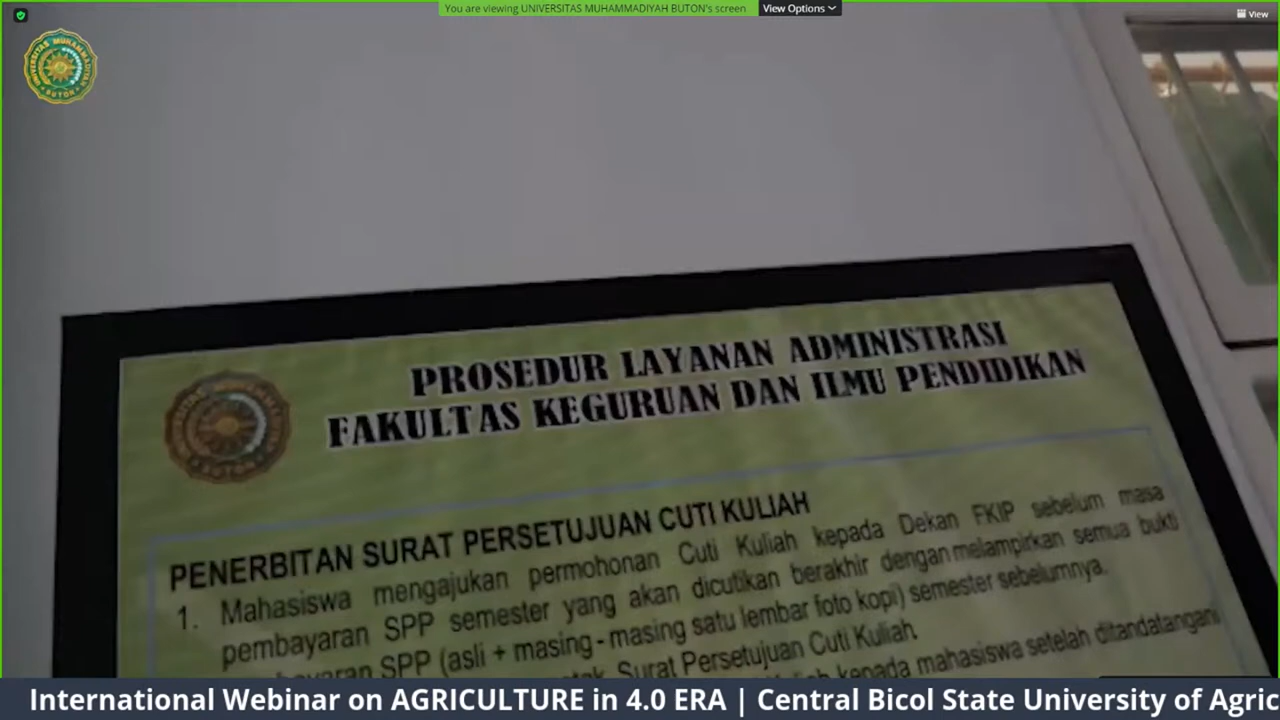 You are viewing UNIVERSITAS MUHAMMADIYAH BUTON's screen
View Options
View
UNIVERSITAS MUHAMMADIYAH
BUTON
PROSEDUR LAYANAN ADMINISTRASI
FAKULTAS KEGURUAN DAN ILMU PENDIDIKAN
BUTON
PENERBITAN SURAT PERSETUJUAN CUTI KULIAH
1. Mahasiswa mengajukan permohonan Cuti Kuliah kepada Dekan FKIP sebelum masa
pembayaran SPP semester yang akan dicutikan berakhir dengan melampirkan semua bukti
SPP (asli + masing - masing satu lembar foto kopi) semester sebelumnya.
Surat Persetujuan Cuti Kuliah
kepada mahasiswa setelah ditandatangani
International Webinar on AGRICULTURE in 4.0 ERA | Central Bicol State University of Agric